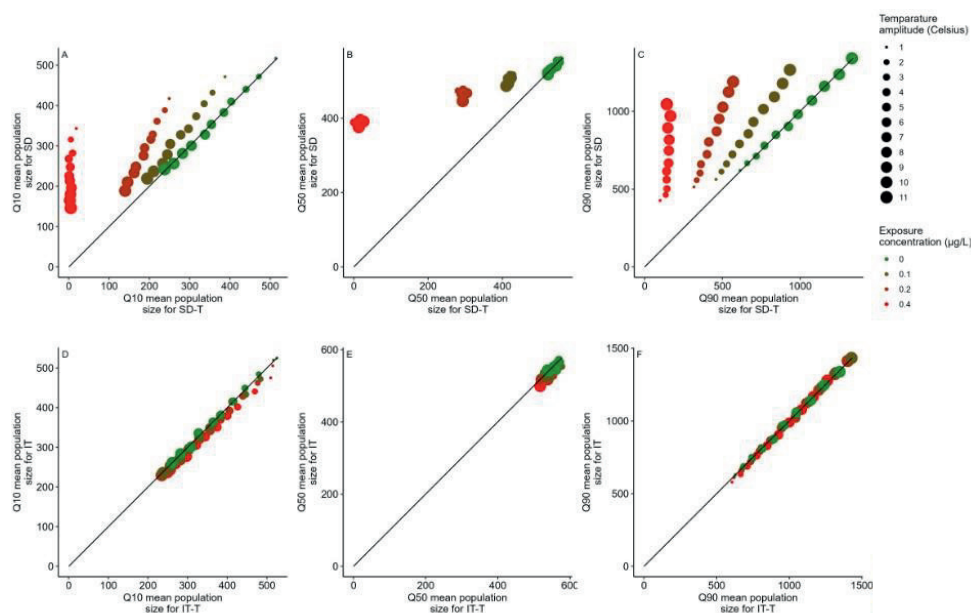 A
500
400
300
200
100
0
0
100
200
300
400
500
Q10 mean population
size for SD
Q10 mean population
size for SD-T
B
400
200
0
0
200
400
Q50 mean population
size for SD
Q50 mean population
size for SD-T
C
1000
500
0
0
500
1000
Q90 mean population
size for SD
Q90 mean population
size for SD-T
Temparature
amplitude (Celsius)
1
2
3
4
5
6
7
8
9
10
11
Exposure
concentration (µg/L)
0
0.1
0.2
0.4
D
500
400
300
200
100
0
0
100
200
300
400
500
Q10 mean population
size for IT
Q10 mean population
size for IT-T
E
600
400
200
0
0
200
400
600
Q50 mean population
size for IT
Q50 mean population
size for IT-T
F
1500
1000
500
0
0
500
1000
1500
Q90 mean population
size for IT
Q90 mean population
size for IT-T